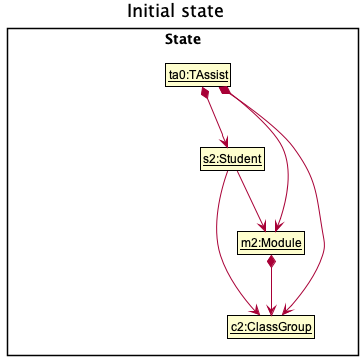 Initial state
State
ta0:TAssist
s2:Student
m2:Module
c2:ClassGroup